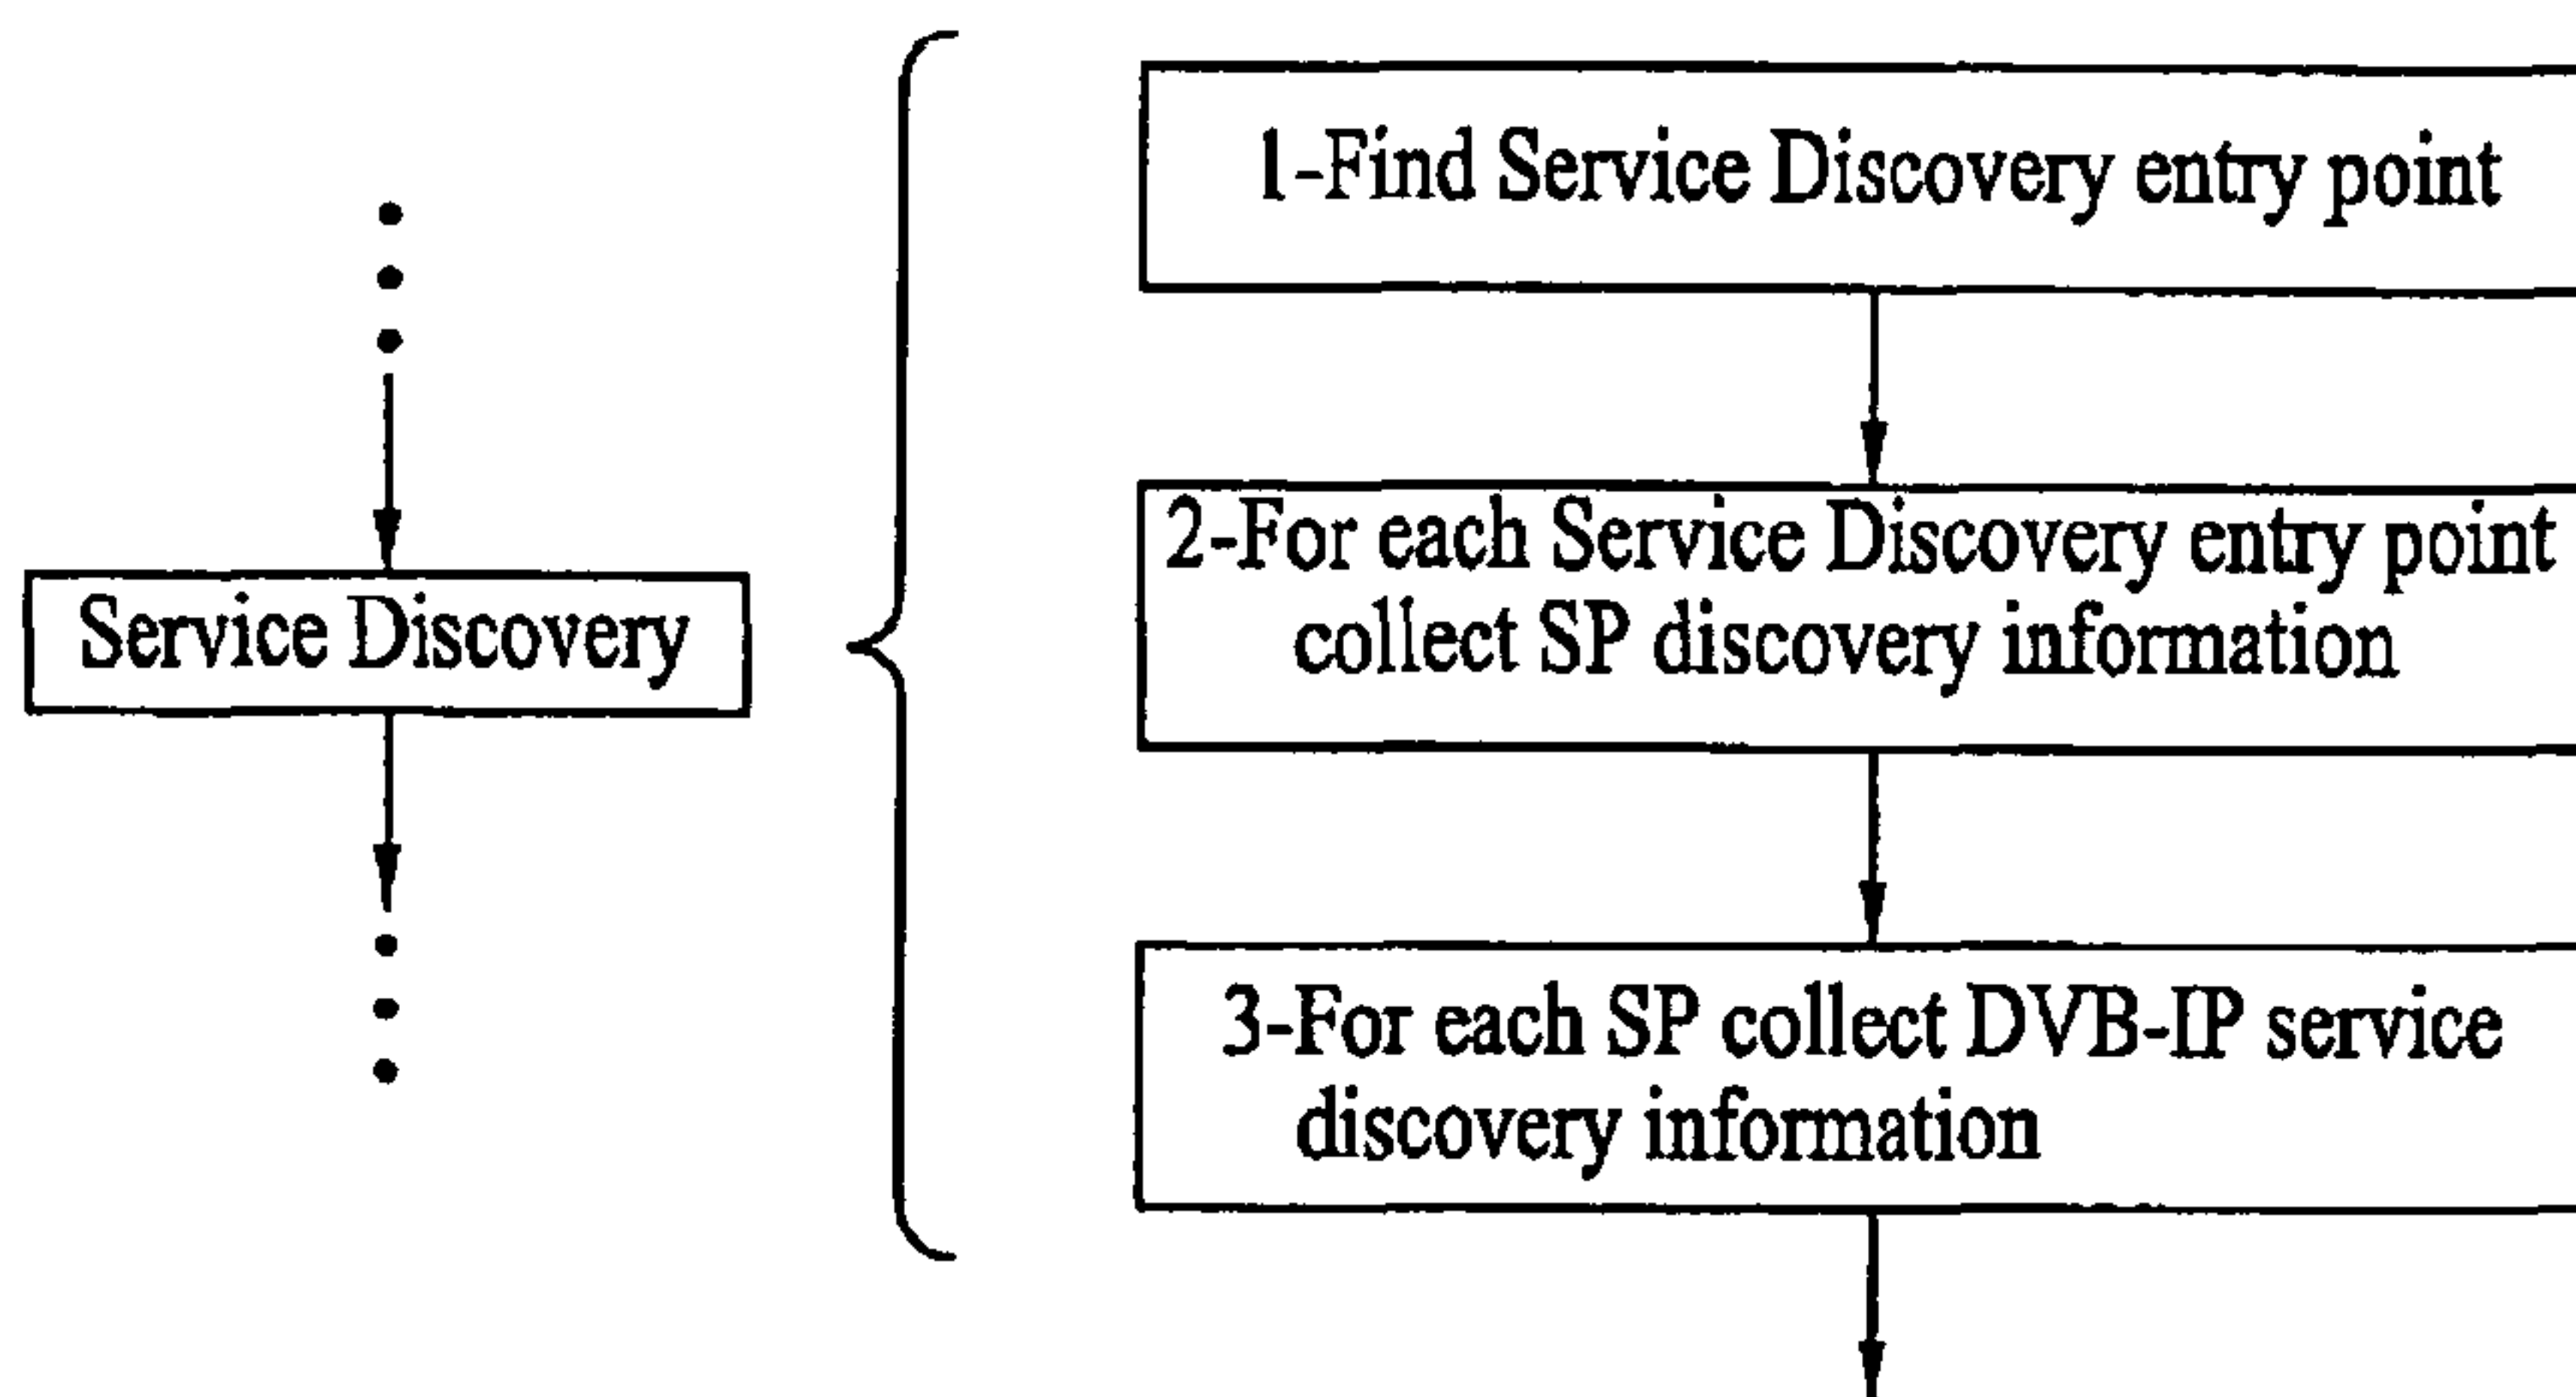 Service Discovery
1-Find Service Discovery entry point
2-For each Service Discovery entry point
collect SP discovery information
3-For each SP collect DVB-IP service
discovery information